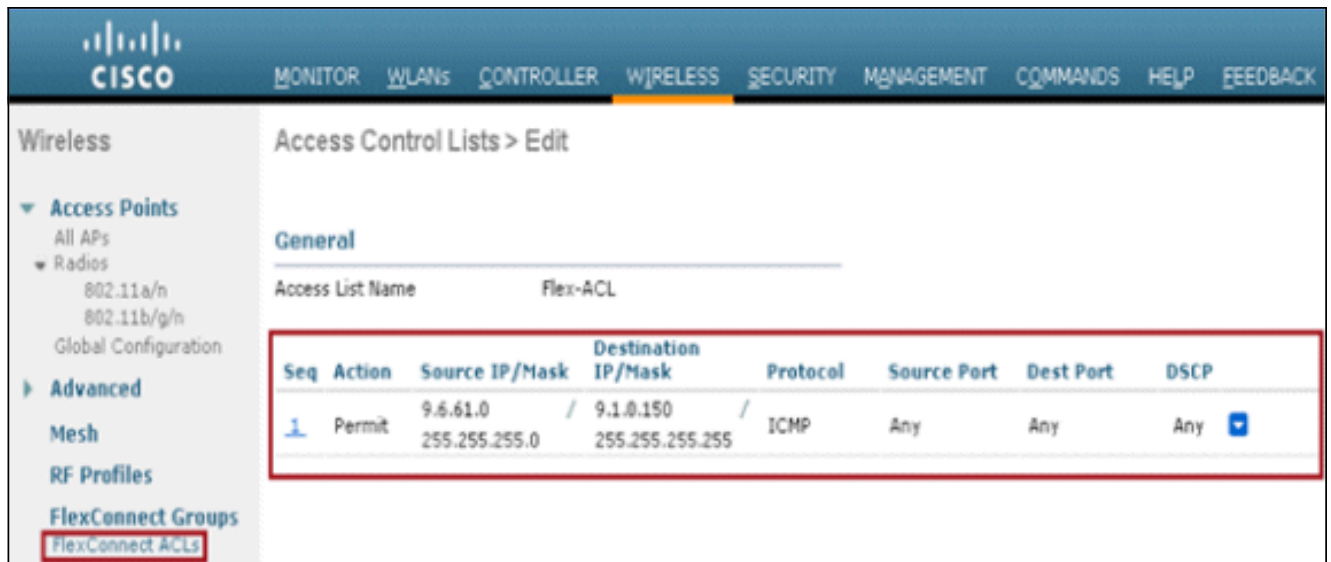 CISCO
MONITOR WLANs CONTROLLER WIRELESS SECURITY MANAGEMENT COMMANDS HELP FEEDBACK
Wireless
Access Points
All APs
Radios
802.11a/n
802.11b/g/n
Global Configuration
Advanced
Mesh
RF Profiles
FlexConnect Groups
FlexConnect ACLs
Access Control Lists > Edit
General
Access List Name Flex-ACL
Seq Action Source IP/Mask Destination IP/Mask Protocol Source Port Dest Port DSCP
1 Permit 9.6.61.0 / 255.255.255.0 9.1.0.150 / 255.255.255.255 ICMP Any Any Any